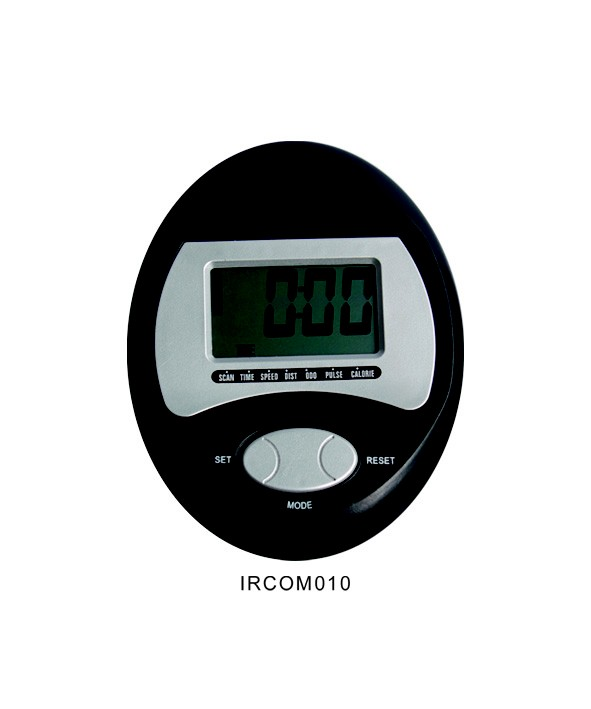 0:00
SCAN TIME SPEED DIST ODO PULSE CALORIE
SET RESET
MODE
IRCOM010